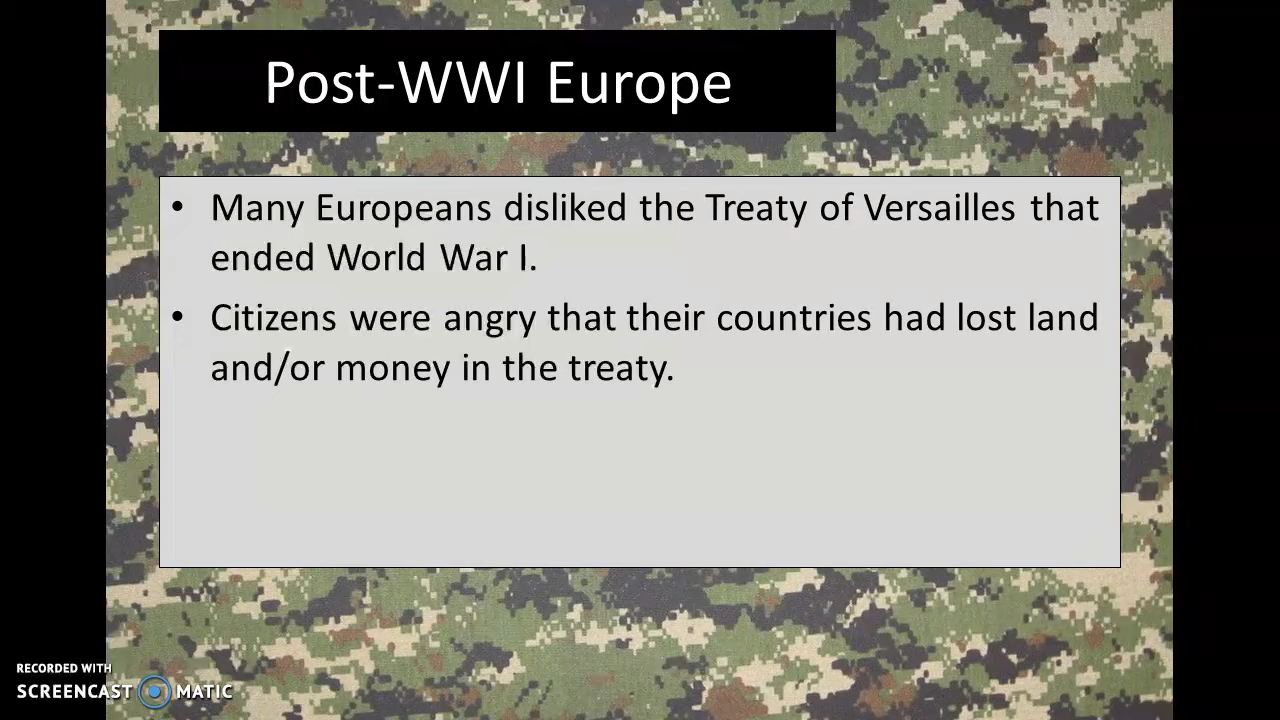 Post-WWI Europe
• Many Europeans disliked the Treaty of Versailles that
ended World War I.
• Citizens were angry that their countries had lost land
and/or money in the treaty.
RECORDED WITH
SCREENCAST MATIC